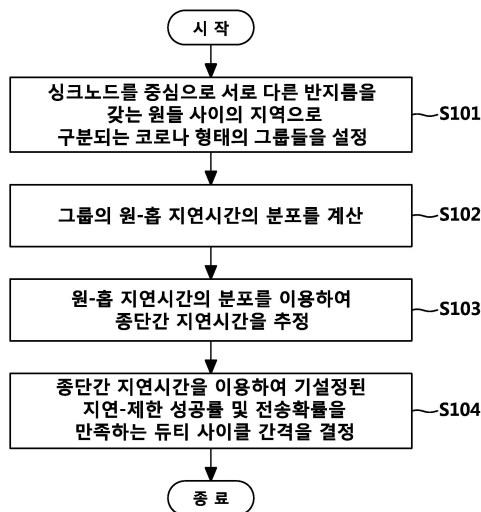 시 작
싱크노드를 중심으로 서로 다른 반지름을
갖는 원들 사이의 지역으로
구분되는 코로나 형태의 그룹들을 설정
S101
그룹의 원-홉 지연시간의 분포를 계산
S102
원-홉 지연시간의 분포를 이용하여
종단간 지연시간을 추정
S103
종단간 지연시간을 이용하여 기설정된
지연-제한 성공률 및 전송확률을
만족하는 듀티 사이클 간격을 결정
S104
종 료